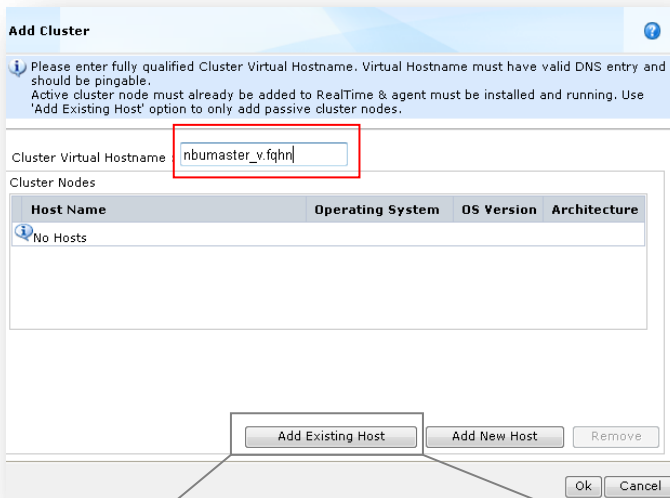 Add Cluster
Please enter fully qualified Cluster Virtual Hostname. Virtual Hostname must have valid DNS entry and
should be pingable.
Active cluster node must already be added to RealTime & agent must be installed and running. Use
'Add Existing Host' option to only add passive cluster nodes.
Cluster Virtual Hostname : nbumaster_v.fqhn
Cluster Nodes
Host Name Operating System OS Version Architecture
No Hosts
Add Existing Host Add New Host Remove
Ok Cancel